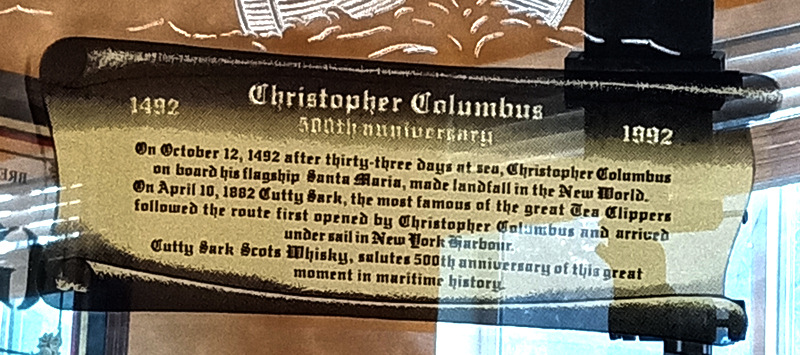 1492
Christopher Columbus
500th anniversary
1992
On October 12, 1492 after thirty-three days at sea, Christopher Columbus
on board his flagship Santa Maria, made landfall in the New World.
On April 10, 1882 Cutty Sark, the most famous of the great Tea Clippers
followed the route first opened by Christopher Columbus and arrived
under sail in New York Harbour.
Cutty Sark Scots Whisky, salutes 500th anniversary of this great
moment in maritime history.